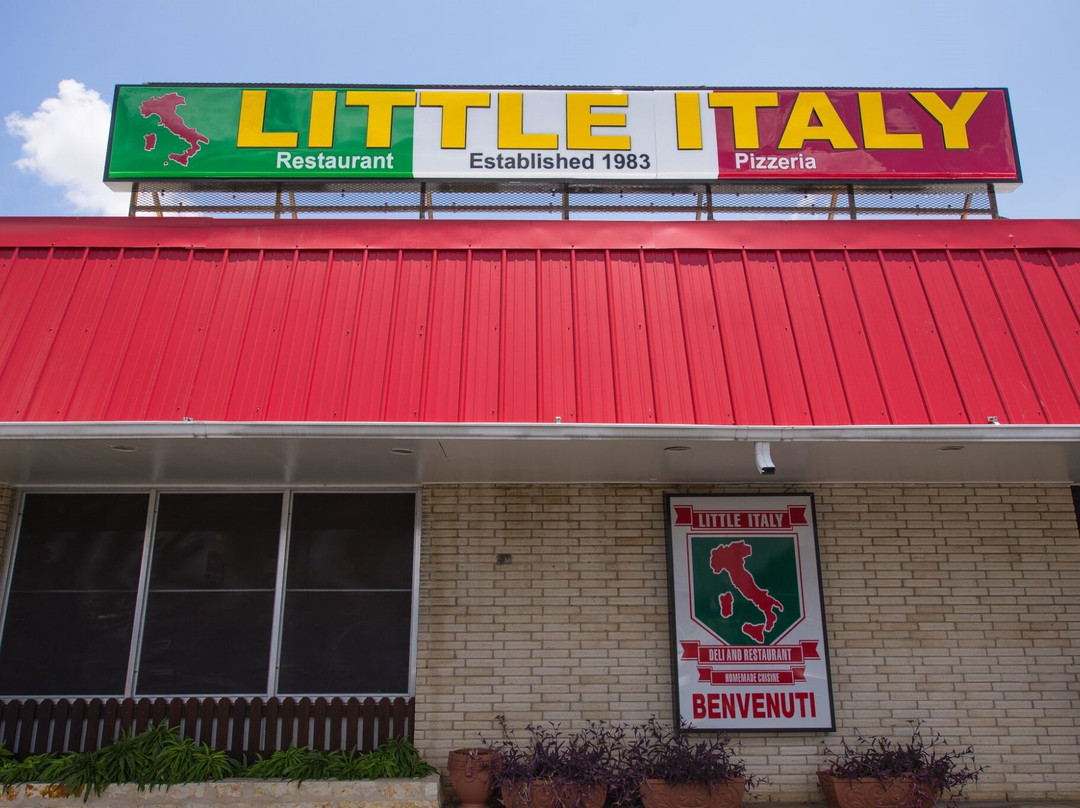 LITTLE ITALY
Restaurant Established 1983 Pizzeria
LITTLE ITALY
DELI AND RESTAURANT
HOMEMADE CUISINE
BENVENUTI